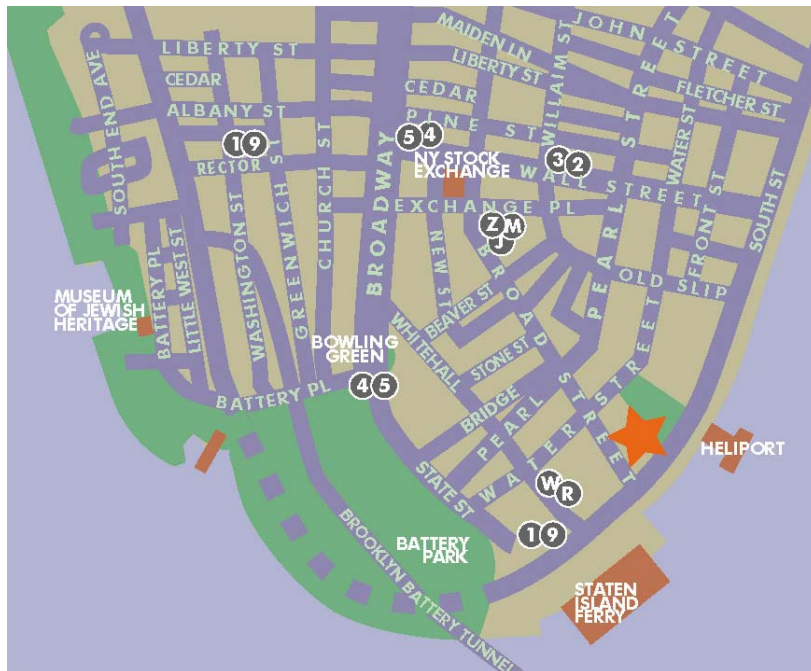 MAIDEN LN
JOHN STREET
LIBERTY ST
LIBERTY ST
SOUTH END AVE
CEDAR
CEDAR
WILLAIM ST
FLETCHER ST
ALBANY ST
PINE ST
PEARL STREET
WATER ST
1 9
5 4
3 2
RECTOR
NY STOCK
EXCHANGE
WALL STREET
FRONT ST
SOUTH ST
BROADWAY
CHURCH ST
GREENWICH ST
WASHINGTON ST
EXCHANGE PL
Z M
J
NEW ST
BROAD STREET
OLD SLIP
BATTERY PL
LITTLE WEST ST
MUSEUM
OF JEWISH
HERITAGE
BEAVER ST
WHITEHALL
STONE ST
BOWLING
GREEN
4 5
BATTERY PL
BRIDGE
PEARL
WATER STREET
HELIPORT
STATE ST
W
R
1 9
BATTERY
PARK
BROOKLYN BATTERY TUNNEL
STATEN
ISLAND
FERRY